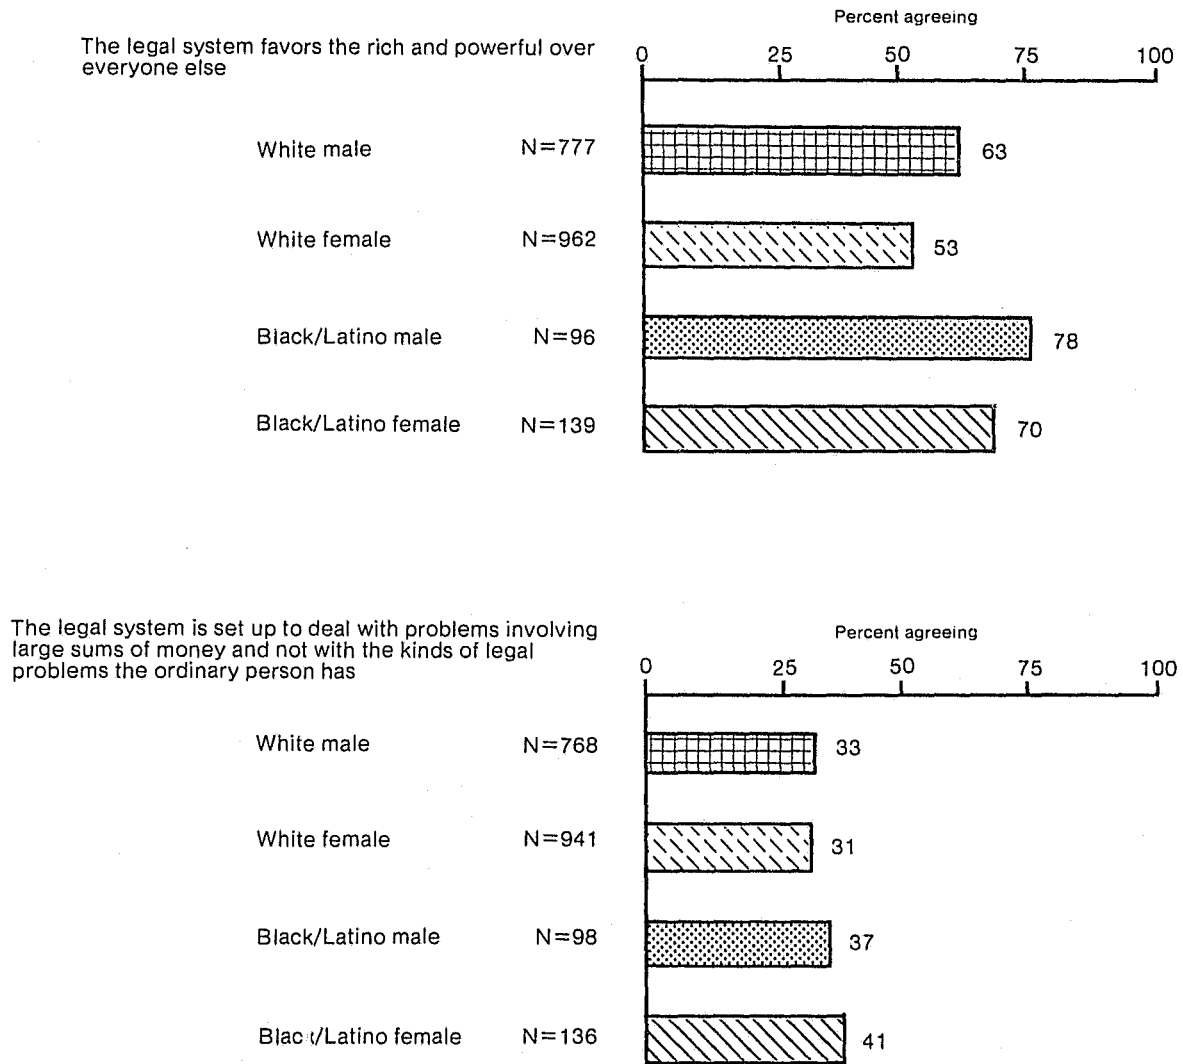 Percent agreeing
The legal system favors the rich and powerful over
everyone else
0 25 50 75 100
White male N=777 63
White female N=962 53
Black/Latino male N=96 78
Black/Latino female N=139 70
The legal system is set up to deal with problems involving
large sums of money and not with the kinds of legal
problems the ordinary person has
Percent agreeing
0 25 50 75 100
White male N=768 33
White female N=941 31
Black/Latino male N=98 37
Black/Latino female N=136 41